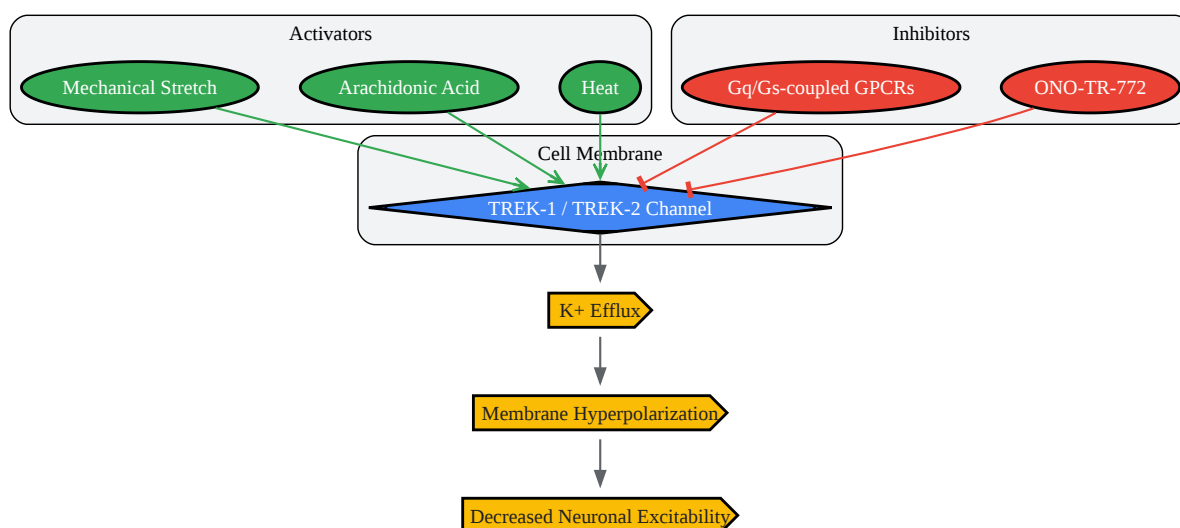 Activators
Inhibitors
Mechanical Stretch
Arachidonic Acid
Heat
Gq/Gs-coupled GPCRs
ONO-TR-772
Cell Membrane
TREK-1 / TREK-2 Channel
K+ Efflux
Membrane Hyperpolarization
Decreased Neuronal Excitability